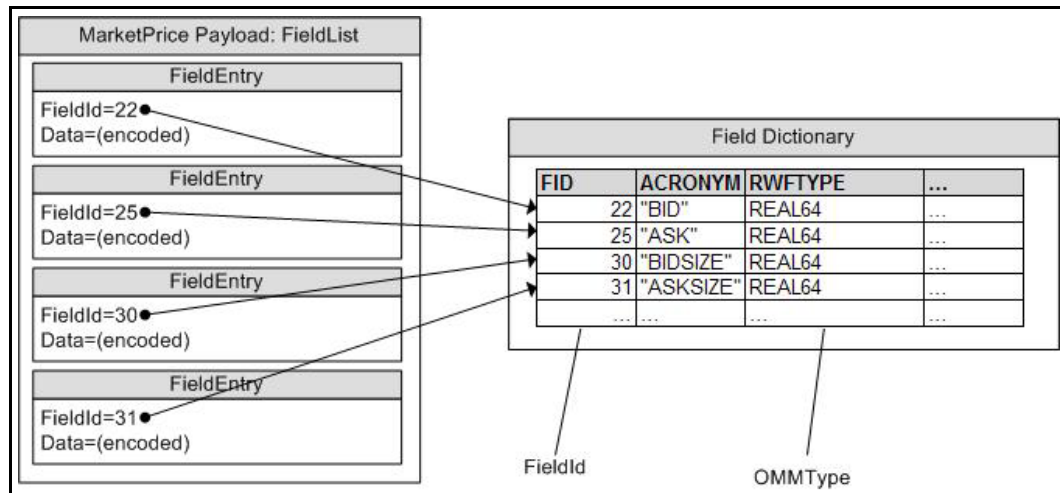 MarketPrice Payload: FieldList
FieldEntry
FieldId=22
Data=(encoded)
FieldEntry
FieldId=25
Data=(encoded)
FieldEntry
FieldId=30
Data=(encoded)
FieldEntry
FieldId=31
Data=(encoded)
Field Dictionary
FID ACRONYM RWFTYPE ...
22 "BID" REAL64 ...
25 "ASK" REAL64 ...
30 "BIDSIZE" REAL64 ...
31 "ASKSIZE" REAL64 ...
... ... ... ...
FieldId
OMMType